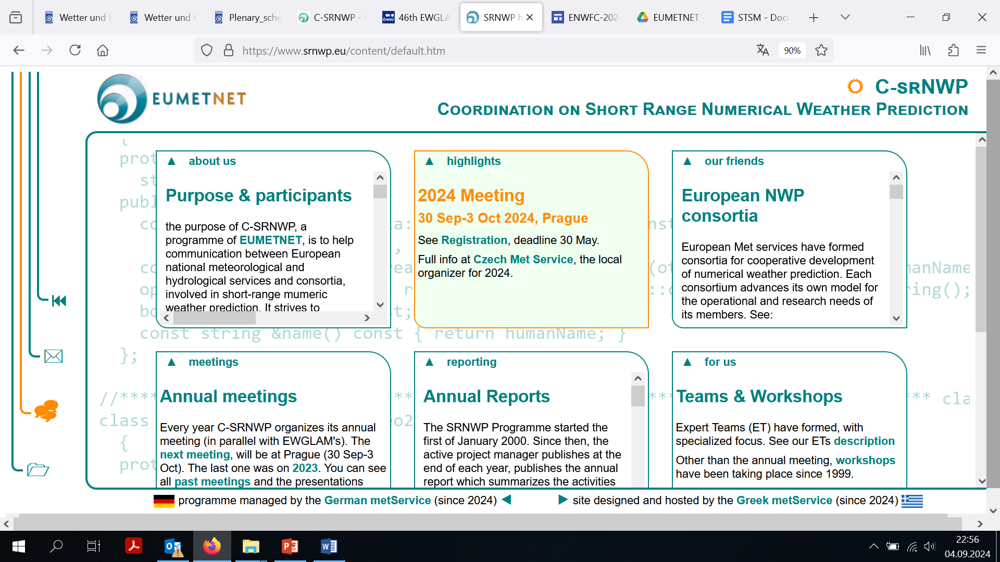 Wetter und K
Wetter und K
Plenary_sche
C-SRNWP - 
46th EWGLA
SRNWP h
ENWFC-202
EUMETNET -
STSM - Docu
https://www.srnwp.eu/content/default.htm
90%
EUMETNET
C-SRNWP
COORDINATION ON SHORT RANGE NUMERICAL WEATHER PREDICTION
about us
Purpose & participants
the purpose of C-SRNWP, a
programme of EUMETNET, is to help
communication between European
national meteorological and
hydrological services and consortia,
involved in short-range mumeric
weather prediction. It strives to
highlights
2024 Meeting
30 Sep-3 Oct 2024, Prague
See Registration, deadline 30 May.
Full info at Czech Met Service, the local
organizer for 2024.
our friends
European NWP
consortia
European Met services have formed
consortia for cooperative development
of numerical weather prediction. Each
consortium advances its own model for
the operational and research needs of
its members. See:
const string &name() const { return humanName; }
};
meetings
Annual meetings
Every year C-SRNWP organizes its annual
meeting (in parallel with EWGLAM's). The
next meeting, will be at Prague (30 Sep-3
Oct). The last one was on 2023. You can see
all past meetings and the presentations
reporting
Annual Reports
The SRNWP Programme started the
first of January 2000. Since then, the
active project manager publishes at the
end of each year, publishes the annual
report which summarizes the activities
for us
Teams & Workshops
Expert Teams (ET) have formed, with
specialized focus. See our ETs description
Other than the annual meeting, workshops
have been taking place since 1999.
class
{
programme managed by the German metService (since 2024)
site designed and hosted by the Greek metService (since 2024)
22:56
04.09.2024